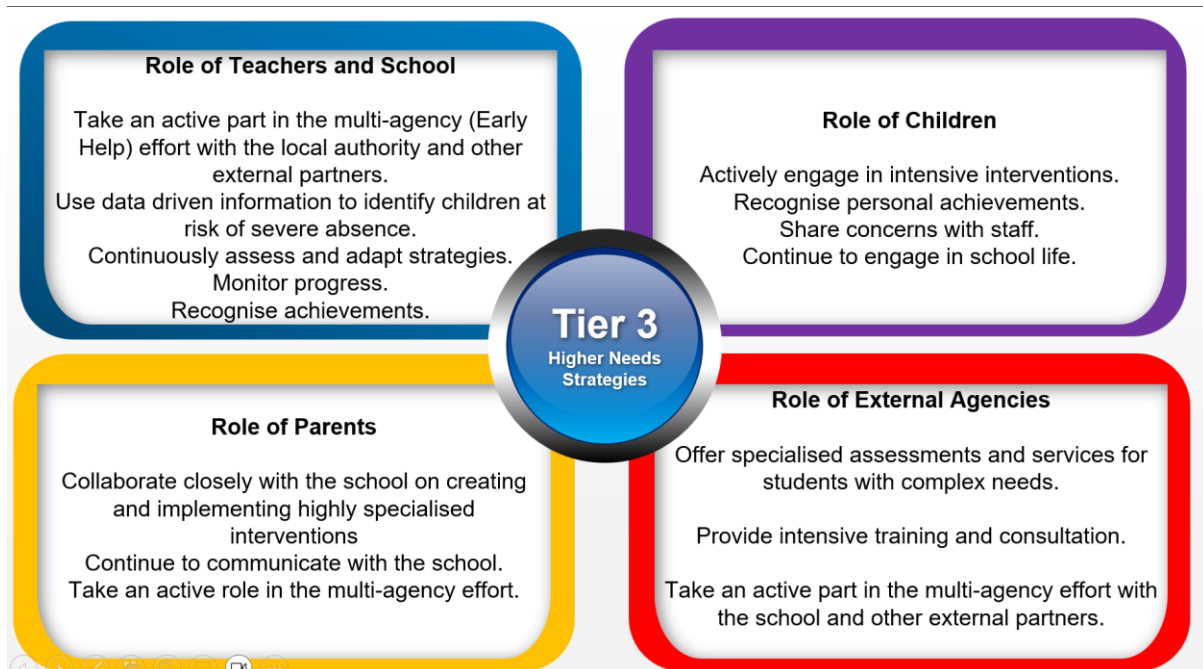 Role of Teachers and School
Take an active part in the multi-agency (Early
Help) effort with the local authority and other
external partners.
Use data driven information to identify children at
risk of severe absence.
Continuously assess and adapt strategies.
Monitor progress.
Recognise achievements.
Role of Children
Actively engage in intensive interventions.
Recognise personal achievements.
Share concerns with staff.
Continue to engage in school life.
Tier 3
Higher Needs
Strategies
Role of Parents
Collaborate closely with the school on creating
and implementing highly specialised
interventions
Continue to communicate with the school.
Take an active role in the multi-agency effort.
Role of External Agencies
Offer specialised assessments and services for
students with complex needs.
Provide intensive training and consultation.
Take an active part in the multi-agency effort with
the school and other external partners.